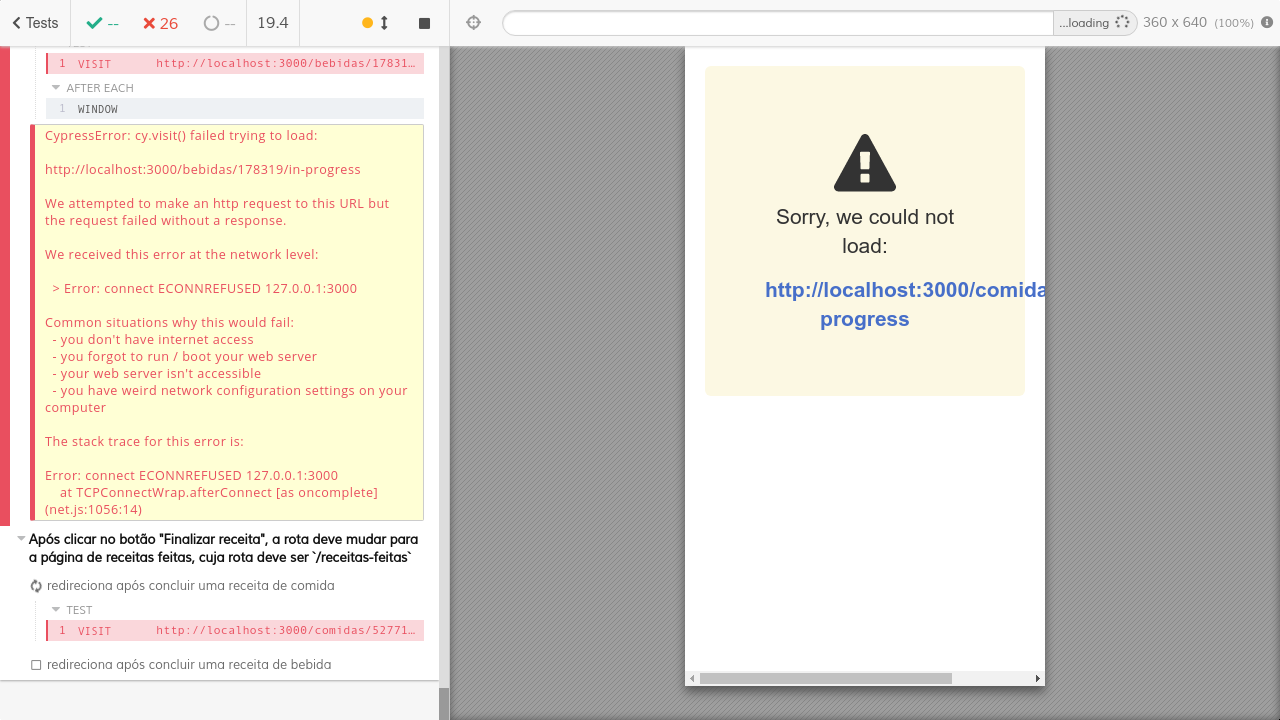 Tests
--
26
--
19.4
...loading
360 x 640 (100%)
1 VISIT http://localhost:3000/bebidas/17831…
AFTER EACH
1 WINDOW
CypressError: cy.visit() failed trying to load:
http://localhost:3000/bebidas/178319/in-progress
We attempted to make an http request to this URL but
the request failed without a response.
We received this error at the network level:
> Error: connect ECONNREFUSED 127.0.0.1:3000
Common situations why this would fail:
- you don't have internet access
- you forgot to run / boot your web server
- your web server isn't accessible
- you have weird network configuration settings on your
computer
The stack trace for this error is:
Error: connect ECONNREFUSED 127.0.0.1:3000
at TCPConnectWrap.afterConnect [as oncomplete]
(net.js:1056:14)
Após clicar no botão "Finalizar receita", a rota deve mudar para
a página de receitas feitas, cuja rota deve ser `/receitas-feitas`
redireciona após concluir uma receita de comida
TEST
1 VISIT http://localhost:3000/comidas/52771…
redireciona após concluir uma receita de bebida
Sorry, we could not
load:
http://localhost:3000/comida
progress